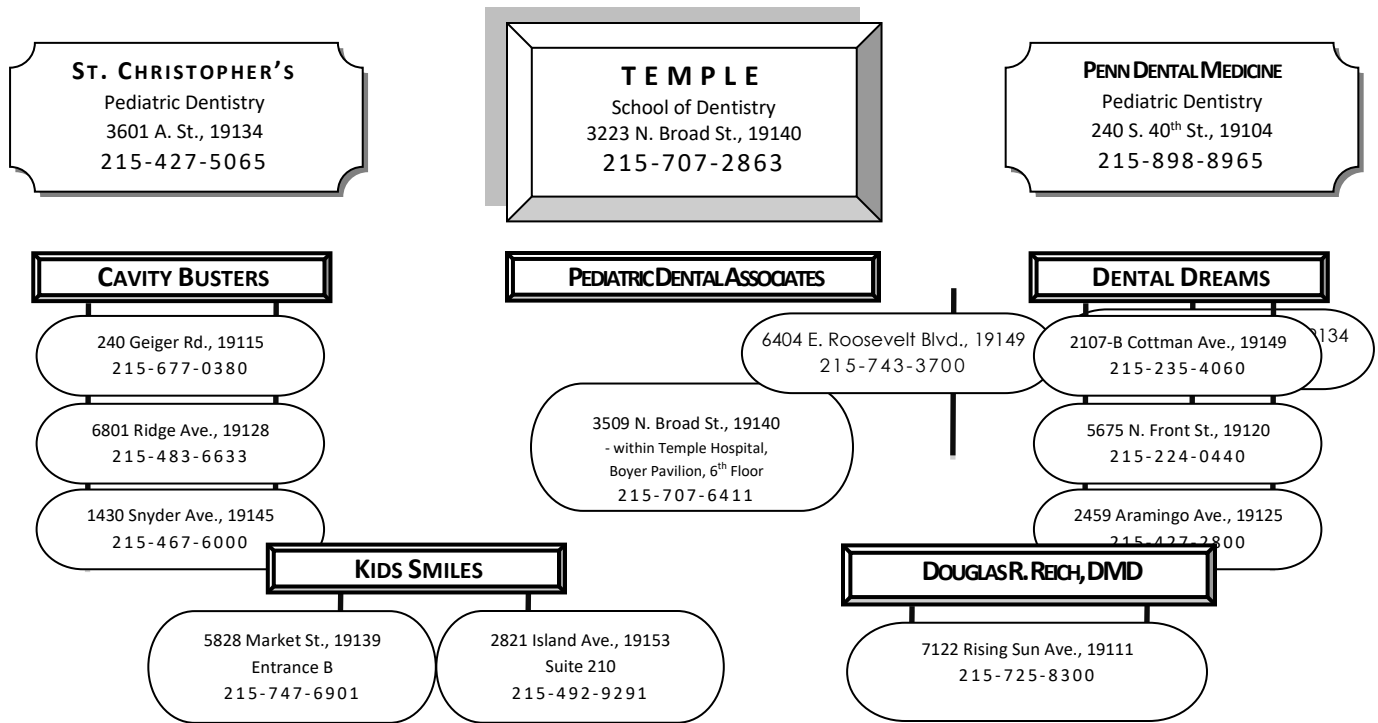 ST. CHRISTOPHER'S
Pediatric Dentistry
3601 A. St., 19134
215-427-5065
TEMPLE
School of Dentistry
3223 N. Broad St., 19140
215-707-2863
PENN DENTAL MEDICINE
Pediatric Dentistry
240 S. 40th St., 19104
215-898-8965
CAVITY BUSTERS
240 Geiger Rd., 19115
215-677-0380
6801 Ridge Ave., 19128
215-483-6633
1430 Snyder Ave., 19145
215-467-6000
PEDIATRIC DENTAL ASSOCIATES
6404 E. Roosevelt Blvd., 19149
215-743-3700
3509 N. Broad St., 19140
- within Temple Hospital,
Boyer Pavilion, 6th Floor
215-707-6411
DENTAL DREAMS
2107-B Cottman Ave., 19149
215-235-4060
5675 N. Front St., 19120
215-224-0440
2459 Aramingo Ave., 19125
215-427-2800
KIDS SMILES
5828 Market St., 19139
Entrance B
215-747-6901
2821 Island Ave., 19153
Suite 210
215-492-9291
DOUGLAS R. REICH, DMD
7122 Rising Sun Ave., 19111
215-725-8300